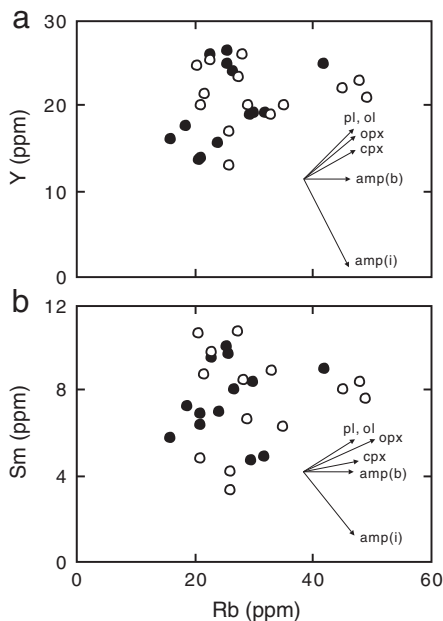 a
30
20
10
0
Y (ppm)
pl, ol
opx
cpx
amp(b)
amp(i)
b
12
8
4
0
Sm (ppm)
pl, ol
opx
cpx
amp(b)
amp(i)
0
20
40
60
Rb (ppm)